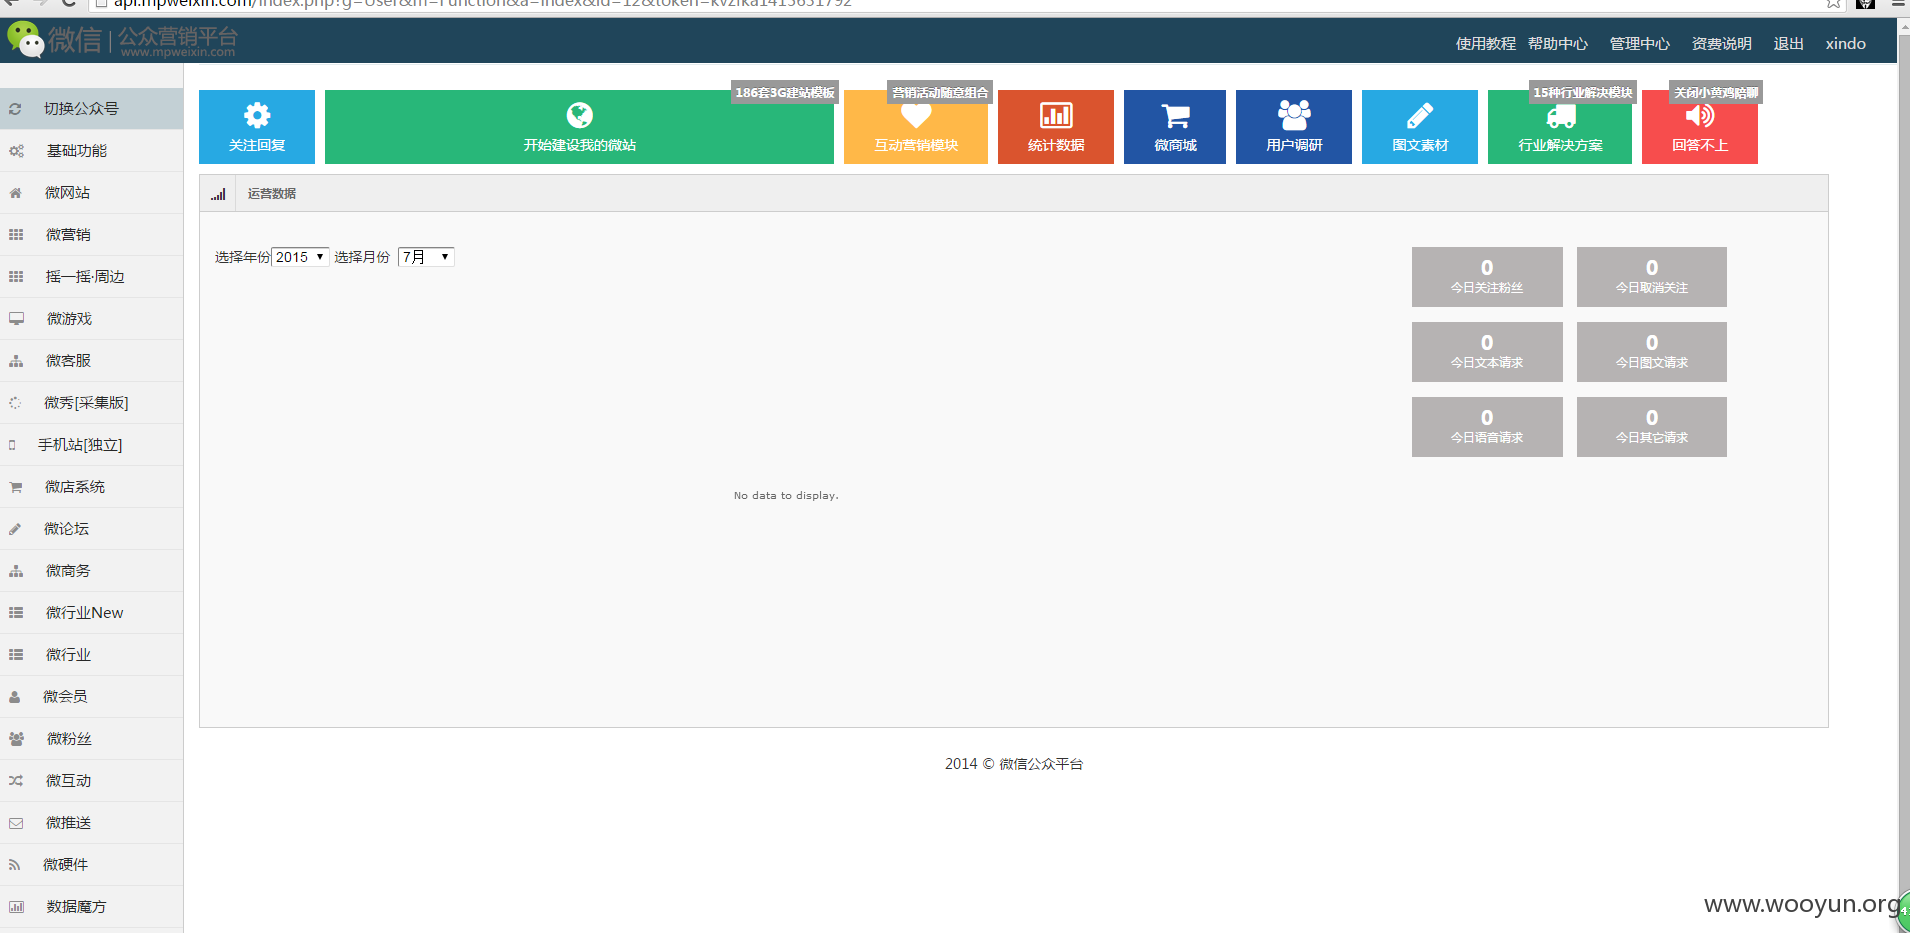 api.mpweixin.com/index.php?g=User&m=Function&a=index&id=12&token=
微信 | 公众营销平台
www.mpweixin.com
使用教程 帮助中心 管理中心 资费说明 退出 xindo
切换公众号
基础功能
微网站
微营销
摇一摇·周边
微游戏
微客服
微秀[采集版]
手机站[独立]
微店系统
微论坛
微商务
微行业New
微行业
微会员
微粉丝
微互动
微推送
微硬件
数据魔方
关注回复
186套3G建站模板
开始建设我的微站
营销活动随意组合
互动营销模块
统计数据
微商城
用户调研
图文素材
15种行业解决模块
行业解决方案
关闭小黄鸡陪聊
回答不上
运营数据
选择年份 2015 选择月份 7月
0
今日关注粉丝
0
今日取消关注
0
今日文本请求
0
今日图文请求
0
今日语音请求
0
今日其它请求
No data to display.
2014 © 微信公众平台
www.wooyun.org